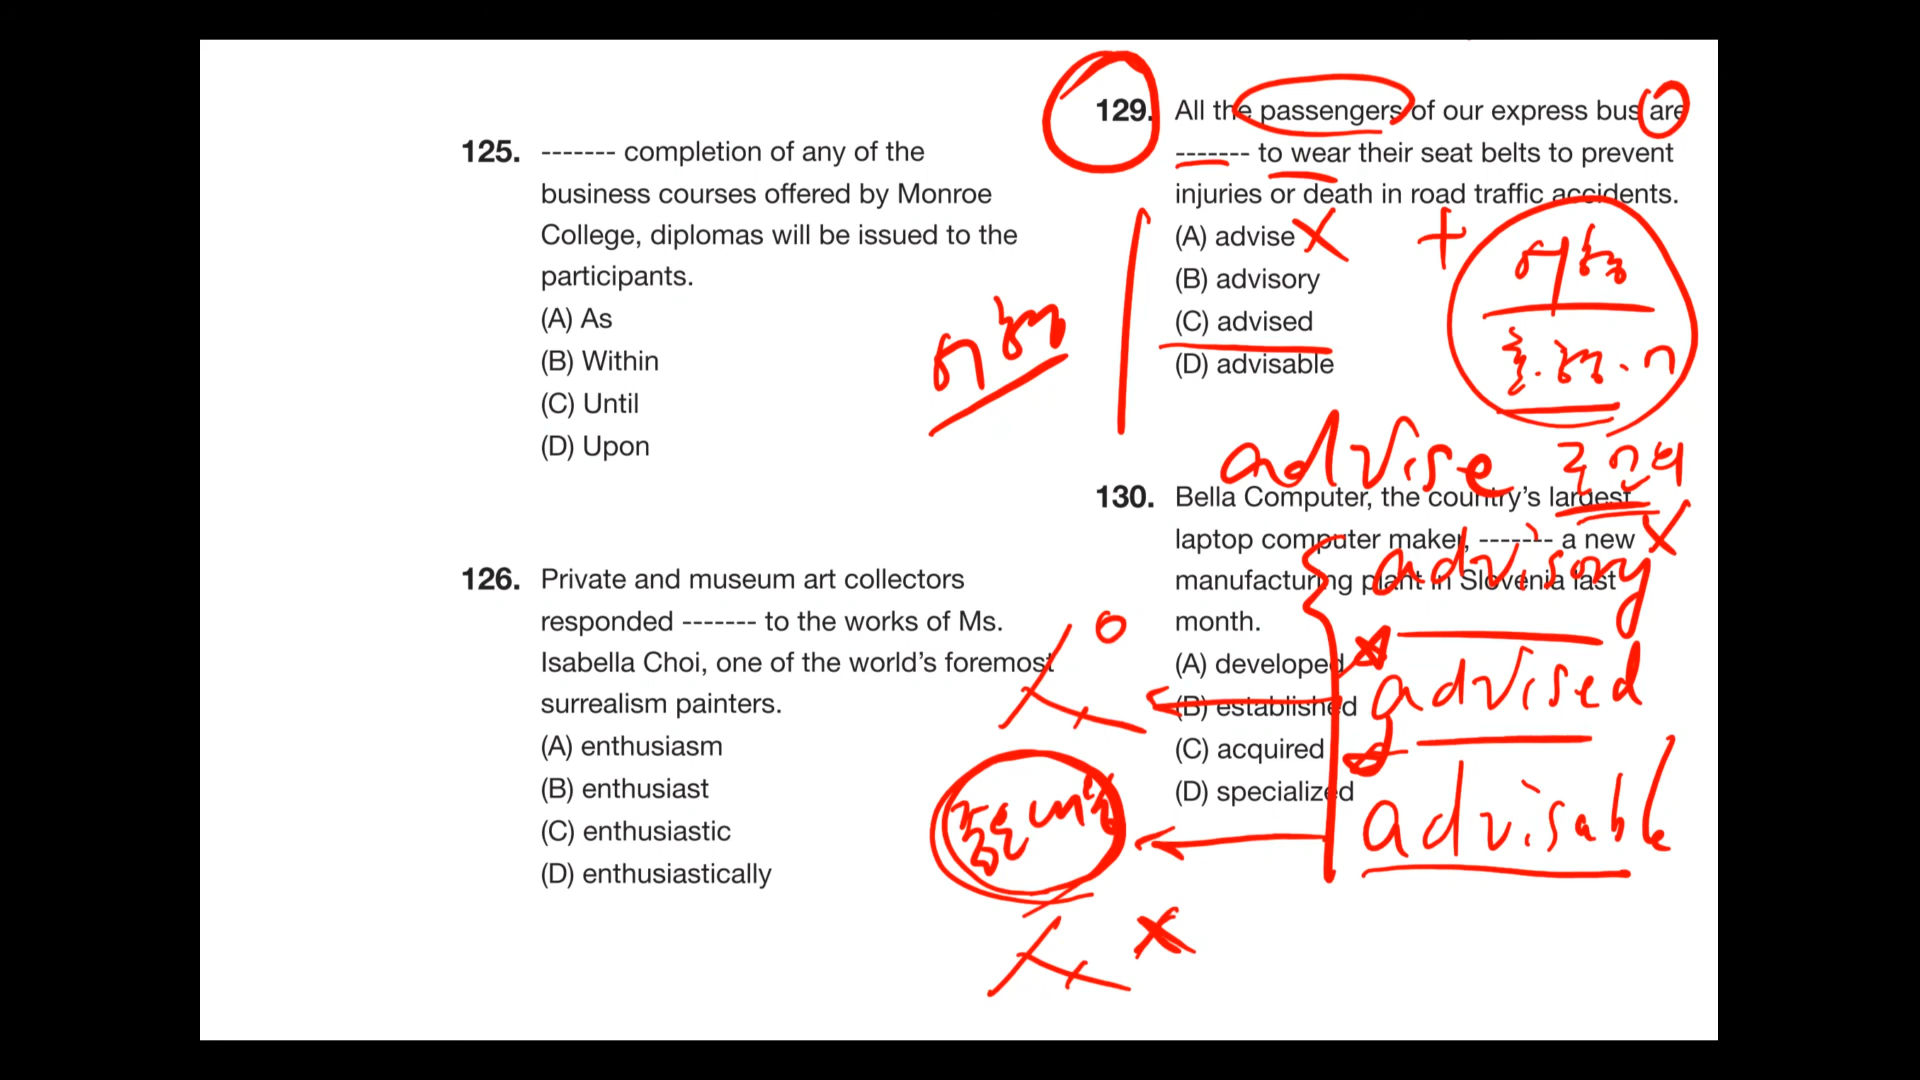 125. ------- completion of any of the
business courses offered by Monroe
College, diplomas will be issued to the
participants.
(A) As
(B) Within
(C) Until
(D) Upon
126. Private and museum art collectors
responded ------- to the works of Ms.
Isabella Choi, one of the world’s foremost
surrealism painters.
(A) enthusiasm
(B) enthusiast
(C) enthusiastic
(D) enthusiastically
어휘
129. All the passengers of our express bus are
------- to wear their seat belts to prevent
injuries or death in road traffic accidents.
(A) advise X
(B) advisory
(C) advised
(D) advisable
+
advise
130. Bella Computer, the country’s largest
laptop computer maker, ------- a new
manufacturing plant in Slovenia last
month.
(A) developed
(B) established
(C) acquired
(D) specialized
advisory
advised
advisable